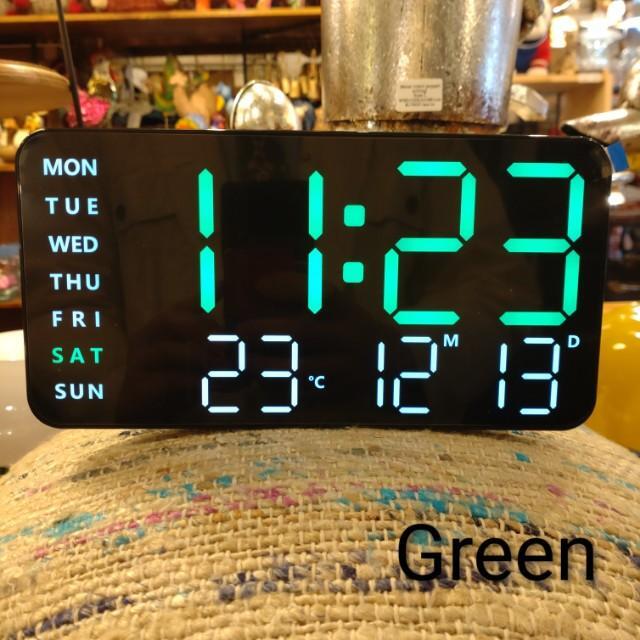 MON
TUE
WED
THU
FRI
SAT
SUN
11:23
23 °C 12 M 13 D
Green